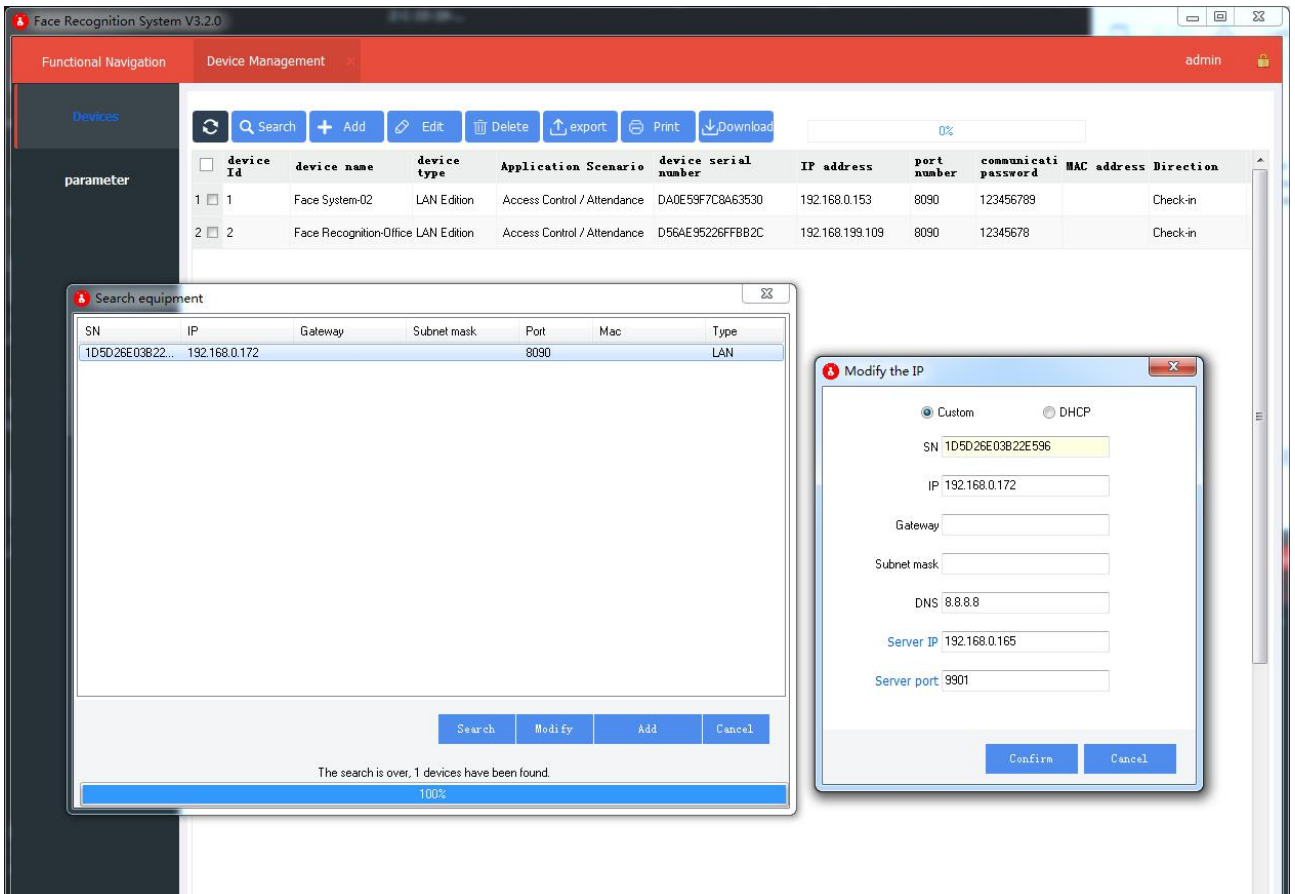 Face Recognition System V3.2.0
Functional Navigation Device Management × admin
Devices
parameter
Search Add Edit Delete export Print Download 0%
device Id device name device type Application Scenario device serial number IP address port number communicati password MAC address Direction
1 1 Face System-02 LAN Edition Access Control / Attendance DA0E59F7C8A63530 192.168.0.153 8090 123456789 Check-in
2 2 Face Recognition-Office LAN Edition Access Control / Attendance D56AE95226FFBB2C 192.168.199.109 8090 12345678 Check-in
Search equipment
SN IP Gateway Subnet mask Port Mac Type
1D5D26E03B22... 192.168.0.172 8090 LAN
Search Modify Add Cancel
The search is over, 1 devices have been found.
100%
Modify the IP
Custom DHCP
SN 1D5D26E03B22E596
IP 192.168.0.172
Gateway
Subnet mask
DNS 8.8.8.8
Server IP 192.168.0.165
Server port 9901
Confirm Cancel